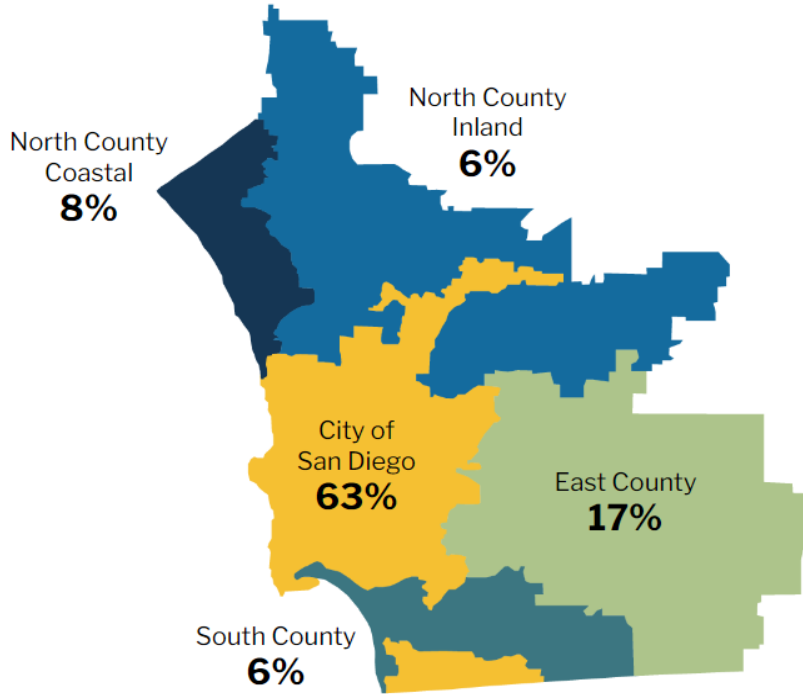 North County
Inland
6%
North County
Coastal
8%
City of
San Diego
63%
East County
17%
South County
6%